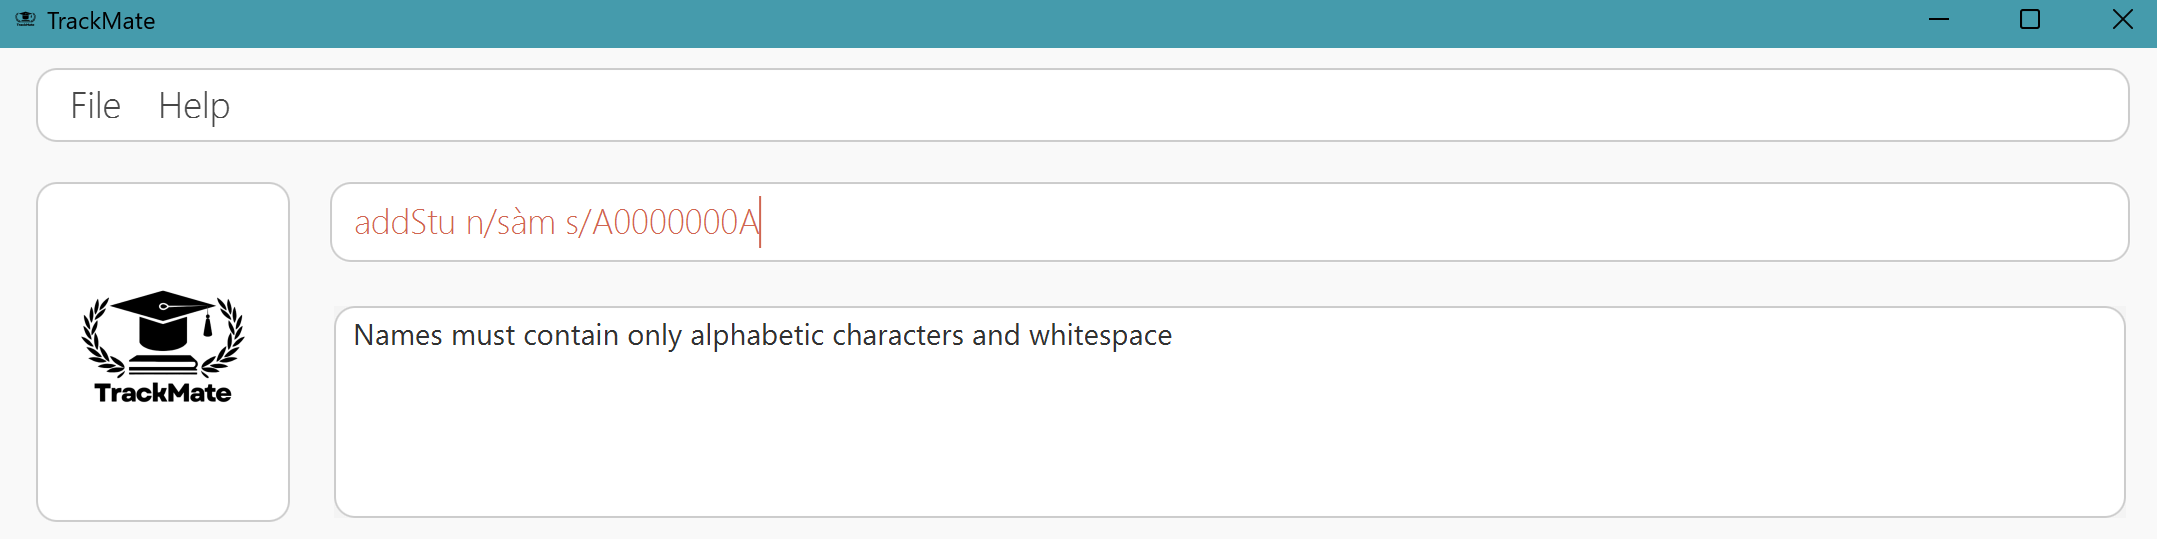 TrackMate
File Help
addStu n/sàm s/A0000000A
TrackMate
Names must contain only alphabetic characters and whitespace